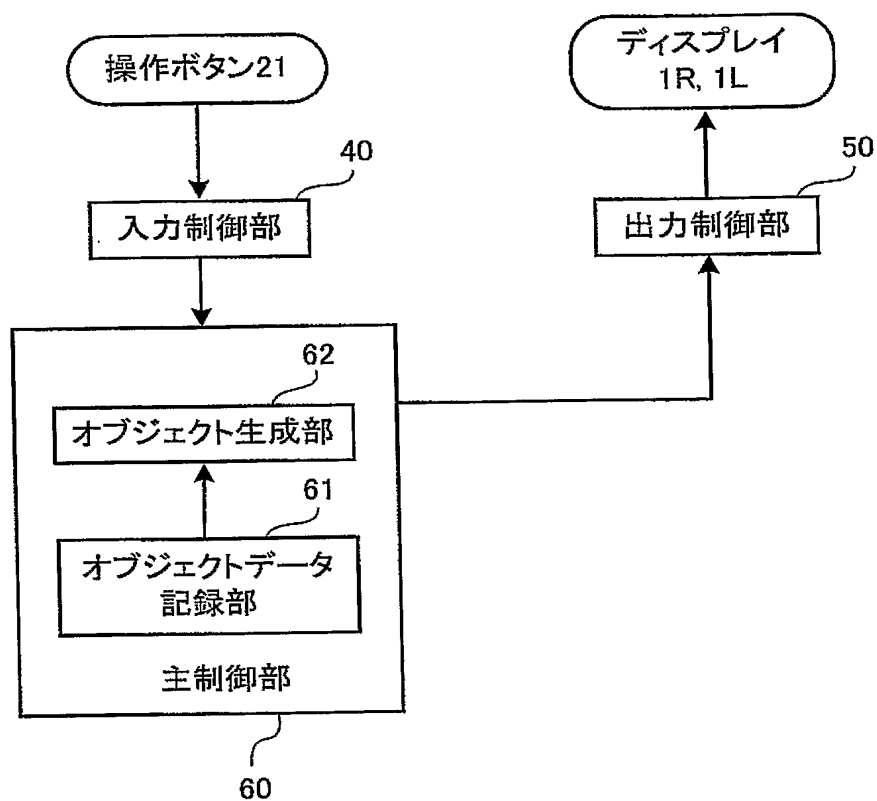 操作ボタン21
ディスプレイ
1R, 1L
40
入力制御部
50
出力制御部
62
オブジェクト生成部
61
オブジェクトデータ
記録部
主制御部
60